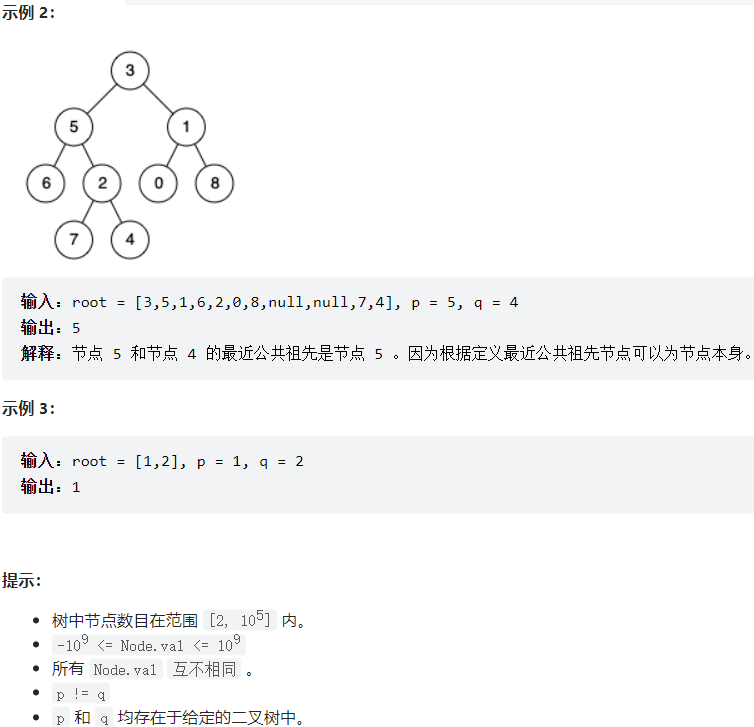 示例 2：
3
5 1
6 2 0 8
7 4
输入：root = [3,5,1,6,2,0,8,null,null,7,4], p = 5, q = 4
输出：5
解释：节点 5 和节点 4 的最近公共祖先是节点 5 。因为根据定义最近公共祖先节点可以为节点本身。
示例 3：
输入：root = [1,2], p = 1, q = 2
输出：1
提示：
• 树中节点数目在范围 [2, 10⁵] 内。
• -10⁹ <= Node.val <= 10⁹
• 所有 Node.val 互不相同 。
• p != q
• p 和 q 均存在于给定的二叉树中。